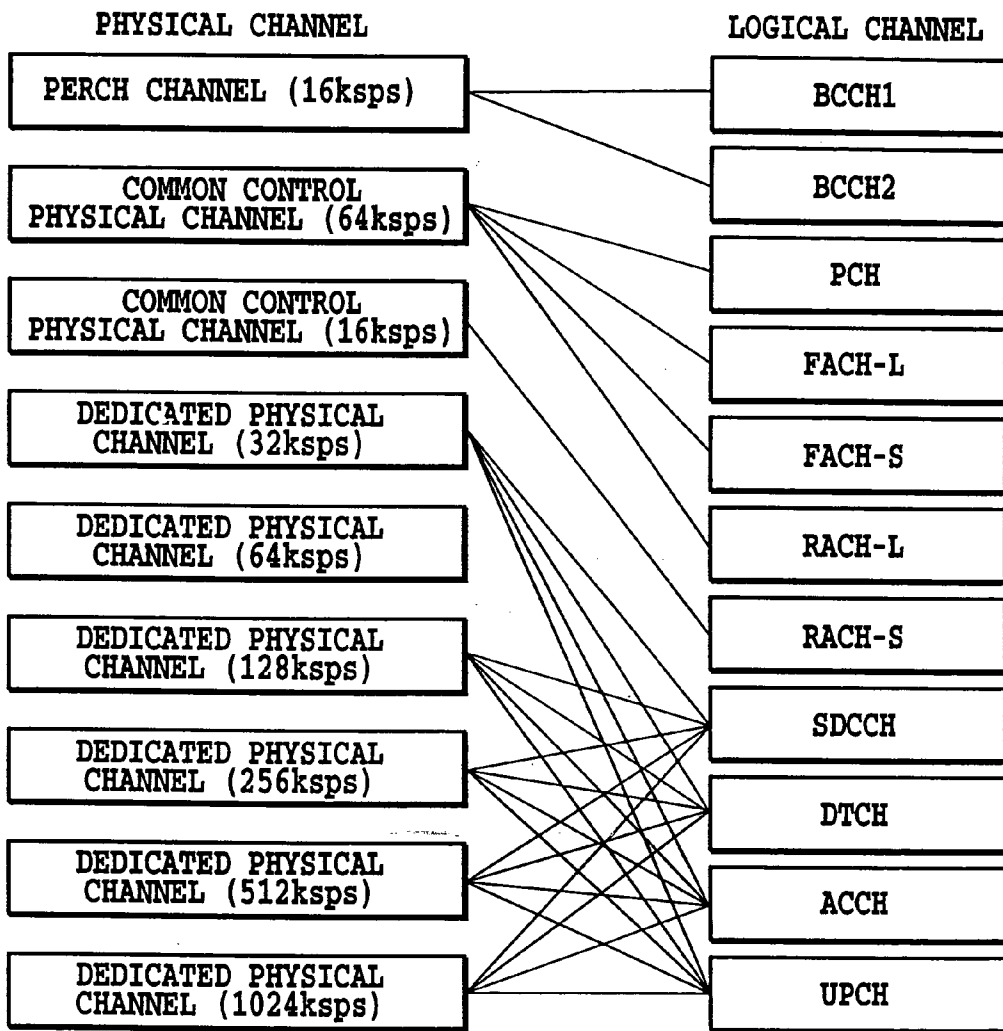 PHYSICAL CHANNEL
PERCH CHANNEL (16ksps)
COMMON CONTROL
PHYSICAL CHANNEL (64ksps)
COMMON CONTROL
PHYSICAL CHANNEL (16ksps)
DEDICATED PHYSICAL
CHANNEL (32ksps)
DEDICATED PHYSICAL
CHANNEL (64ksps)
DEDICATED PHYSICAL
CHANNEL (128ksps)
DEDICATED PHYSICAL
CHANNEL (256ksps)
DEDICATED PHYSICAL
CHANNEL (512ksps)
DEDICATED PHYSICAL
CHANNEL (1024ksps)
LOGICAL CHANNEL
BCCH1
BCCH2
PCH
FACH-L
FACH-S
RACH-L
RACH-S
SDCCH
DTCH
ACCH
UPCH